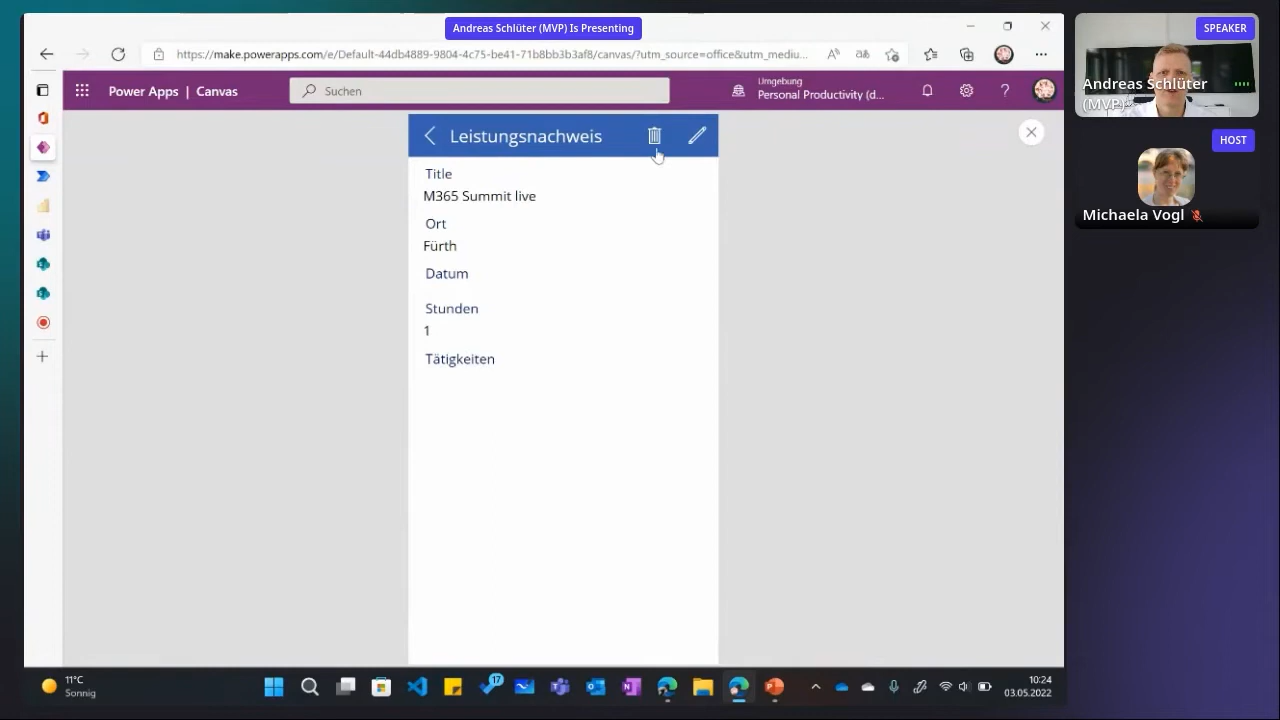 Andreas Schlüter (MVP) Is Presenting
https://make.powerapps.com/e/Default-44db4889-9804-4c75-be41-71b8bb3b3af8/canvas/?utm_source=office&utm_mediu...
Power Apps | Canvas
Suchen
Umgebung
Personal Productivity (d...
Leistungsnachweis
Title
M365 Summit live
Ort
Fürth
Datum
Stunden
1
Tätigkeiten
SPEAKER
Andreas Schlüter
(MVP)
HOST
Michaela Vogl
11°C
Sonnig
17
10:24
03.05.2022